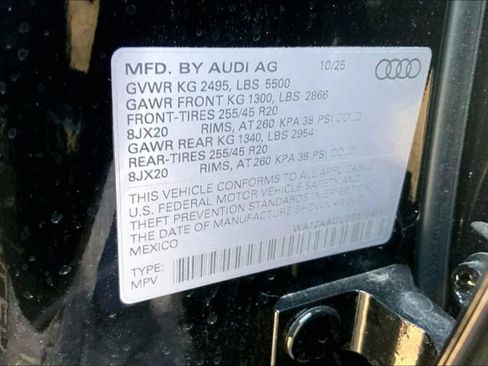 MFD. BY AUDI AG 10/25
GVWR KG 2495, LBS 5500
GAWR FRONT KG 1300, LBS 2866
FRONT-TIRES 255/45 R20
8JX20 RIMS, AT 260 KPA 38 PSI COLD
GAWR REAR KG 1340, LBS 2954
REAR-TIRES 255/45 R20
8JX20 RIMS, AT 260 KPA 38 PSI COLD
THIS VEHICLE CONFORMS TO ALL APPLICABLE
U.S. FEDERAL MOTOR VEHICLE SAFETY AND
THEFT PREVENTION STANDARDS IN EFFECT ON
THE DATE OF MANUFACTURE SHOWN ABOVE
MEXICO
TYPE:
MPV